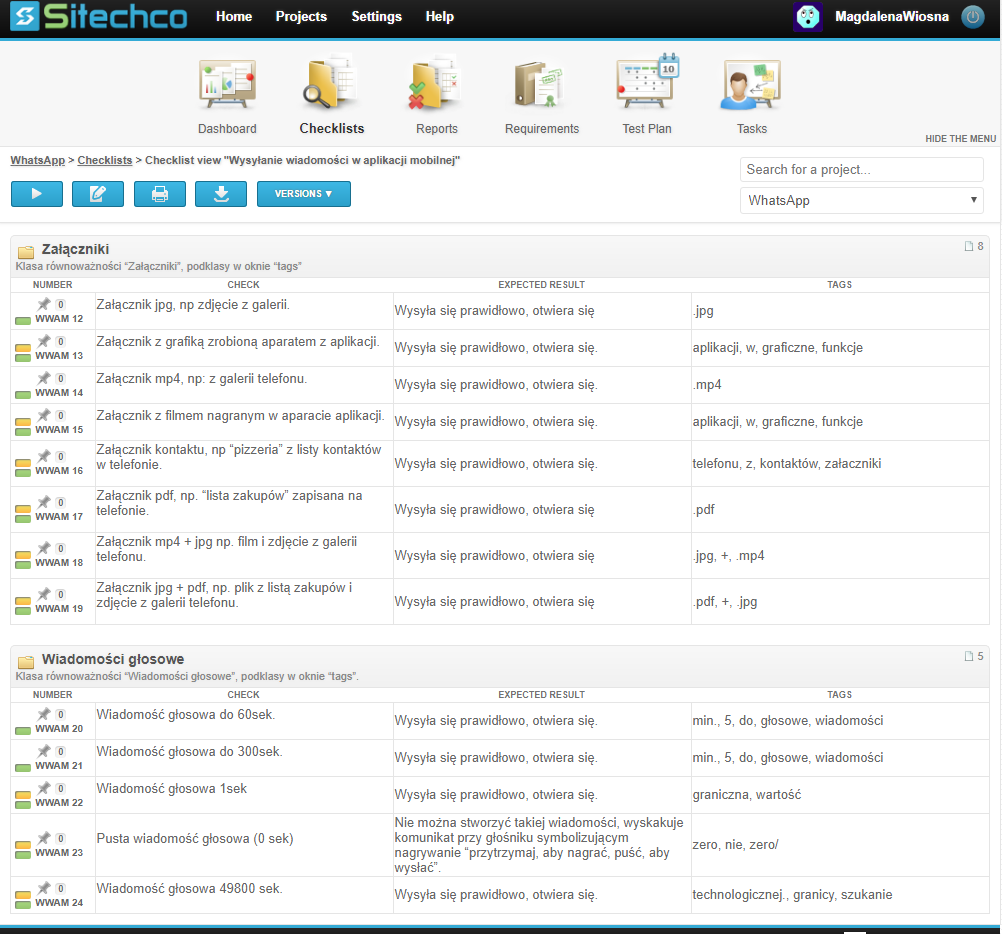 Sitechco
Home Projects Settings Help
MagdalenaWiosna
10
Dashboard Checklists Reports Requirements Test Plan Tasks
HIDE THE MENU
WhatsApp > Checklists > Checklist view "Wysyłanie wiadomości w aplikacji mobilnej"
Search for a project...
VERSIONS ▼
WhatsApp ▼
Załączniki 8
Klasa równoważności “Załączniki”, podklasy w oknie “tags”
NUMBER CHECK EXPECTED RESULT TAGS
0 WWAM 12 Załącznik jpg, np zdjęcie z galerii. Wysyła się prawidłowo, otwiera się .jpg
0 WWAM 13 Załącznik z grafiką zrobioną aparatem z aplikacji. Wysyła się prawidłowo, otwiera się. aplikacji, w, graficzne, funkcje
0 WWAM 14 Załącznik mp4, np: z galerii telefonu. Wysyła się prawidłowo, otwiera się. .mp4
0 WWAM 15 Załącznik z filmem nagranym w aparacie aplikacji. Wysyła się prawidłowo, otwiera się. aplikacji, w, graficzne, funkcje
0 WWAM 16 Załącznik kontaktu, np “pizzeria” z listy kontaktów
w telefonie. Wysyła się prawidłowo, otwiera się. telefonu, z, kontaktów, załaczniki
0 WWAM 17 Załącznik pdf, np. “lista zakupów” zapisana na
telefonie. Wysyła się prawidłowo, otwiera się .pdf
0 WWAM 18 Załącznik mp4 + jpg np. film i zdjęcie z galerii
telefonu. Wysyła się prawidłowo, otwiera się .jpg, +, .mp4
0 WWAM 19 Załącznik jpg + pdf, np. plik z listą zakupów i
zdjęcie z galerii telefonu. Wysyła się prawidłowo, otwiera się .pdf, +, .jpg
Wiadomości głosowe 5
Klasa równoważności “Wiadomości głosowe”, podklasy w oknie “tags”.
NUMBER CHECK EXPECTED RESULT TAGS
0 WWAM 20 Wiadomość głosowa do 60sek. Wysyła się prawidłowo, otwiera się. min., 5, do, głosowe, wiadomości
0 WWAM 21 Wiadomość głosowa do 300sek. Wysyła się prawidłowo, otwiera się. min., 5, do, głosowe, wiadomości
0 WWAM 22 Wiadomość głosowa 1sek Wysyła się prawidłowo, otwiera się. graniczna, wartość
0 WWAM 23 Pusta wiadomość głosowa (0 sek) Nie można stworzyć takiej wiadomości, wyskakuje
komunikat przy głośniku symbolizującym
nagrywanie “przytrzymaj, aby nagrać, puść, aby
wysłać”. zero, nie, zero/
0 WWAM 24 Wiadomość głosowa 49800 sek. Wysyła się prawidłowo, otwiera się. technologicznej., granicy, szukanie